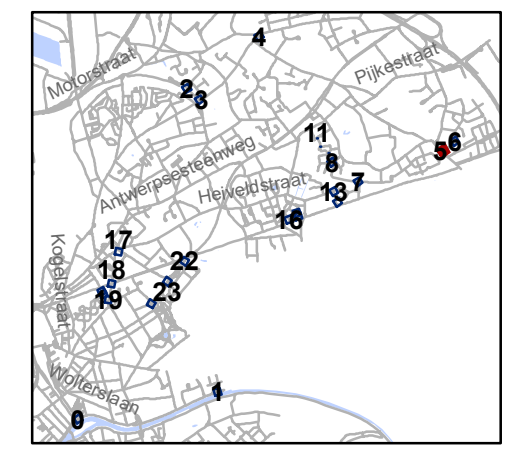 4
Motorstraat
Pijkestraat
2
3
11
6
5
Antwerpsesteenweg
8
7
Heiveldstraat
13
16
17
Kogelstraat
22
18
23
19
Wolterslaan
1
0